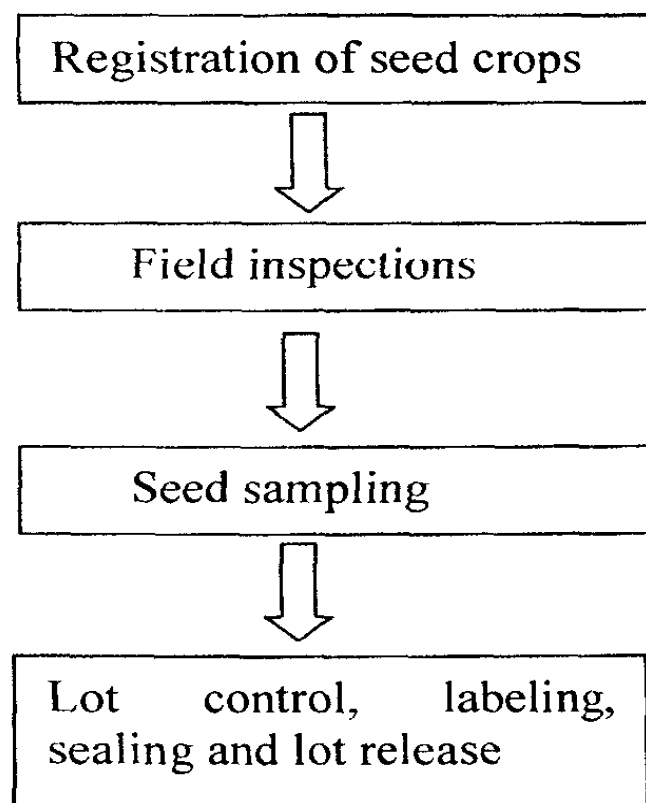 Registration of seed crops
Field inspections
Seed sampling
Lot control, labeling,
sealing and lot release